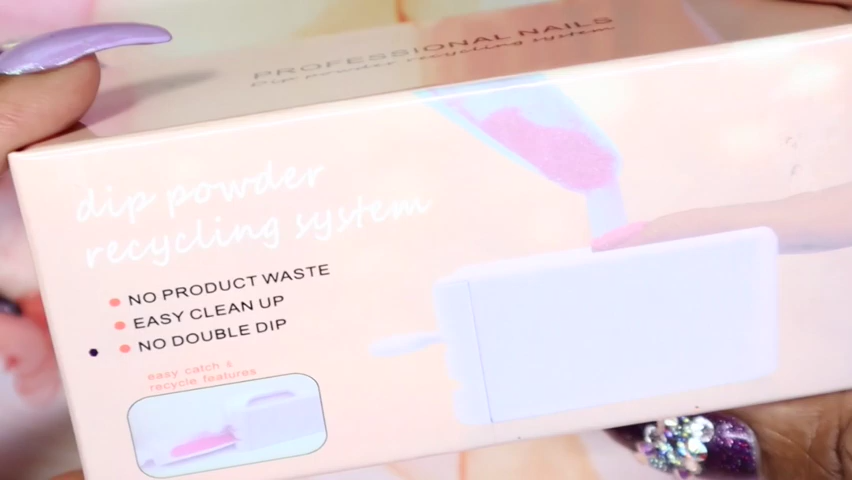 PROFESSIONAL NAILS
Dip powder recycling system
dip powder
recycling system
NO PRODUCT WASTE
EASY CLEAN UP
NO DOUBLE DIP
easy catch &
recycle features